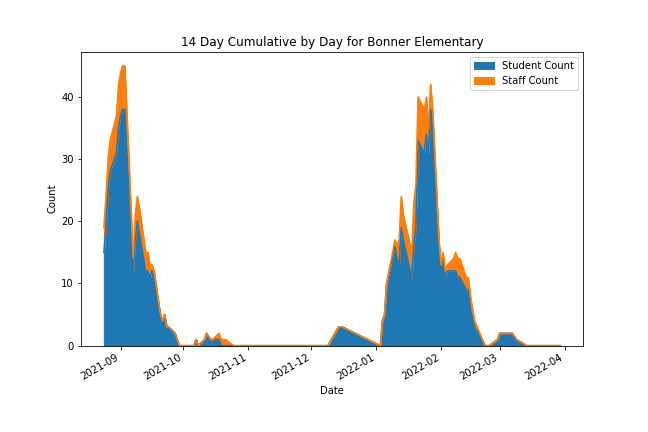 14 Day Cumulative by Day for Bonner Elementary
Student Count
Staff Count
Count
40
30
20
10
0
2021-09
2021-10
2021-11
2021-12
2022-01
2022-02
2022-03
2022-04
Date